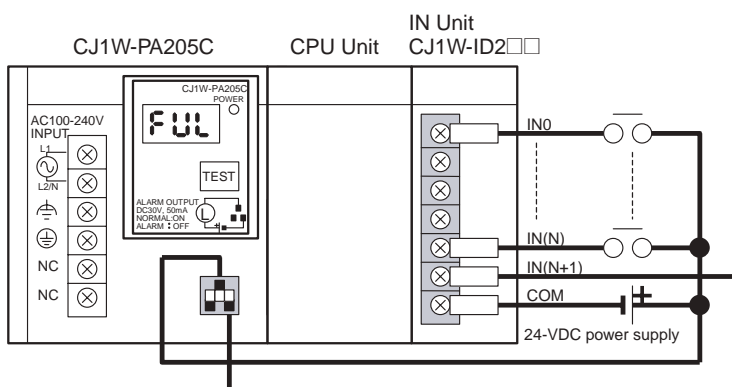 IN Unit
CJ1W-PA205C
CPU Unit
CJ1W-ID2□□
CJ1W-PA205C
POWER
FUL
AC100-240V
INPUT
L1
L2/N
TEST
ALARM OUTPUT
DC30V, 50mA
NORMAL:ON
ALARM : OFF
L
+
NC
NC
IN0
IN(N)
IN(N+1)
COM
+
24-VDC power supply